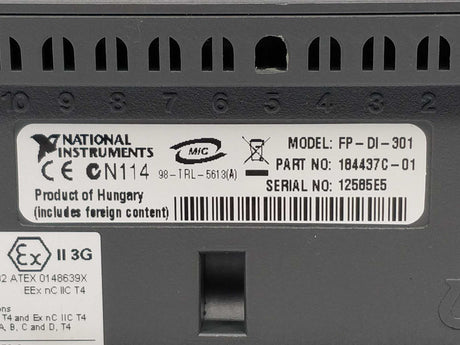 10 9 8 7 6 5 4 3 2
NATIONAL
INSTRUMENTS
MIC
MODEL: FP-DI-301
CE N114
98-TRL-5613(A)
PART NO: 184437C-01
SERIAL NO: 12585E5
Product of Hungary
(includes foreign content)
Ex II 3G
02 ATEX 0148639X
EEx nC IIC T4
ons
T4 and Ex nC IIC T4
A, B, C and D, T4